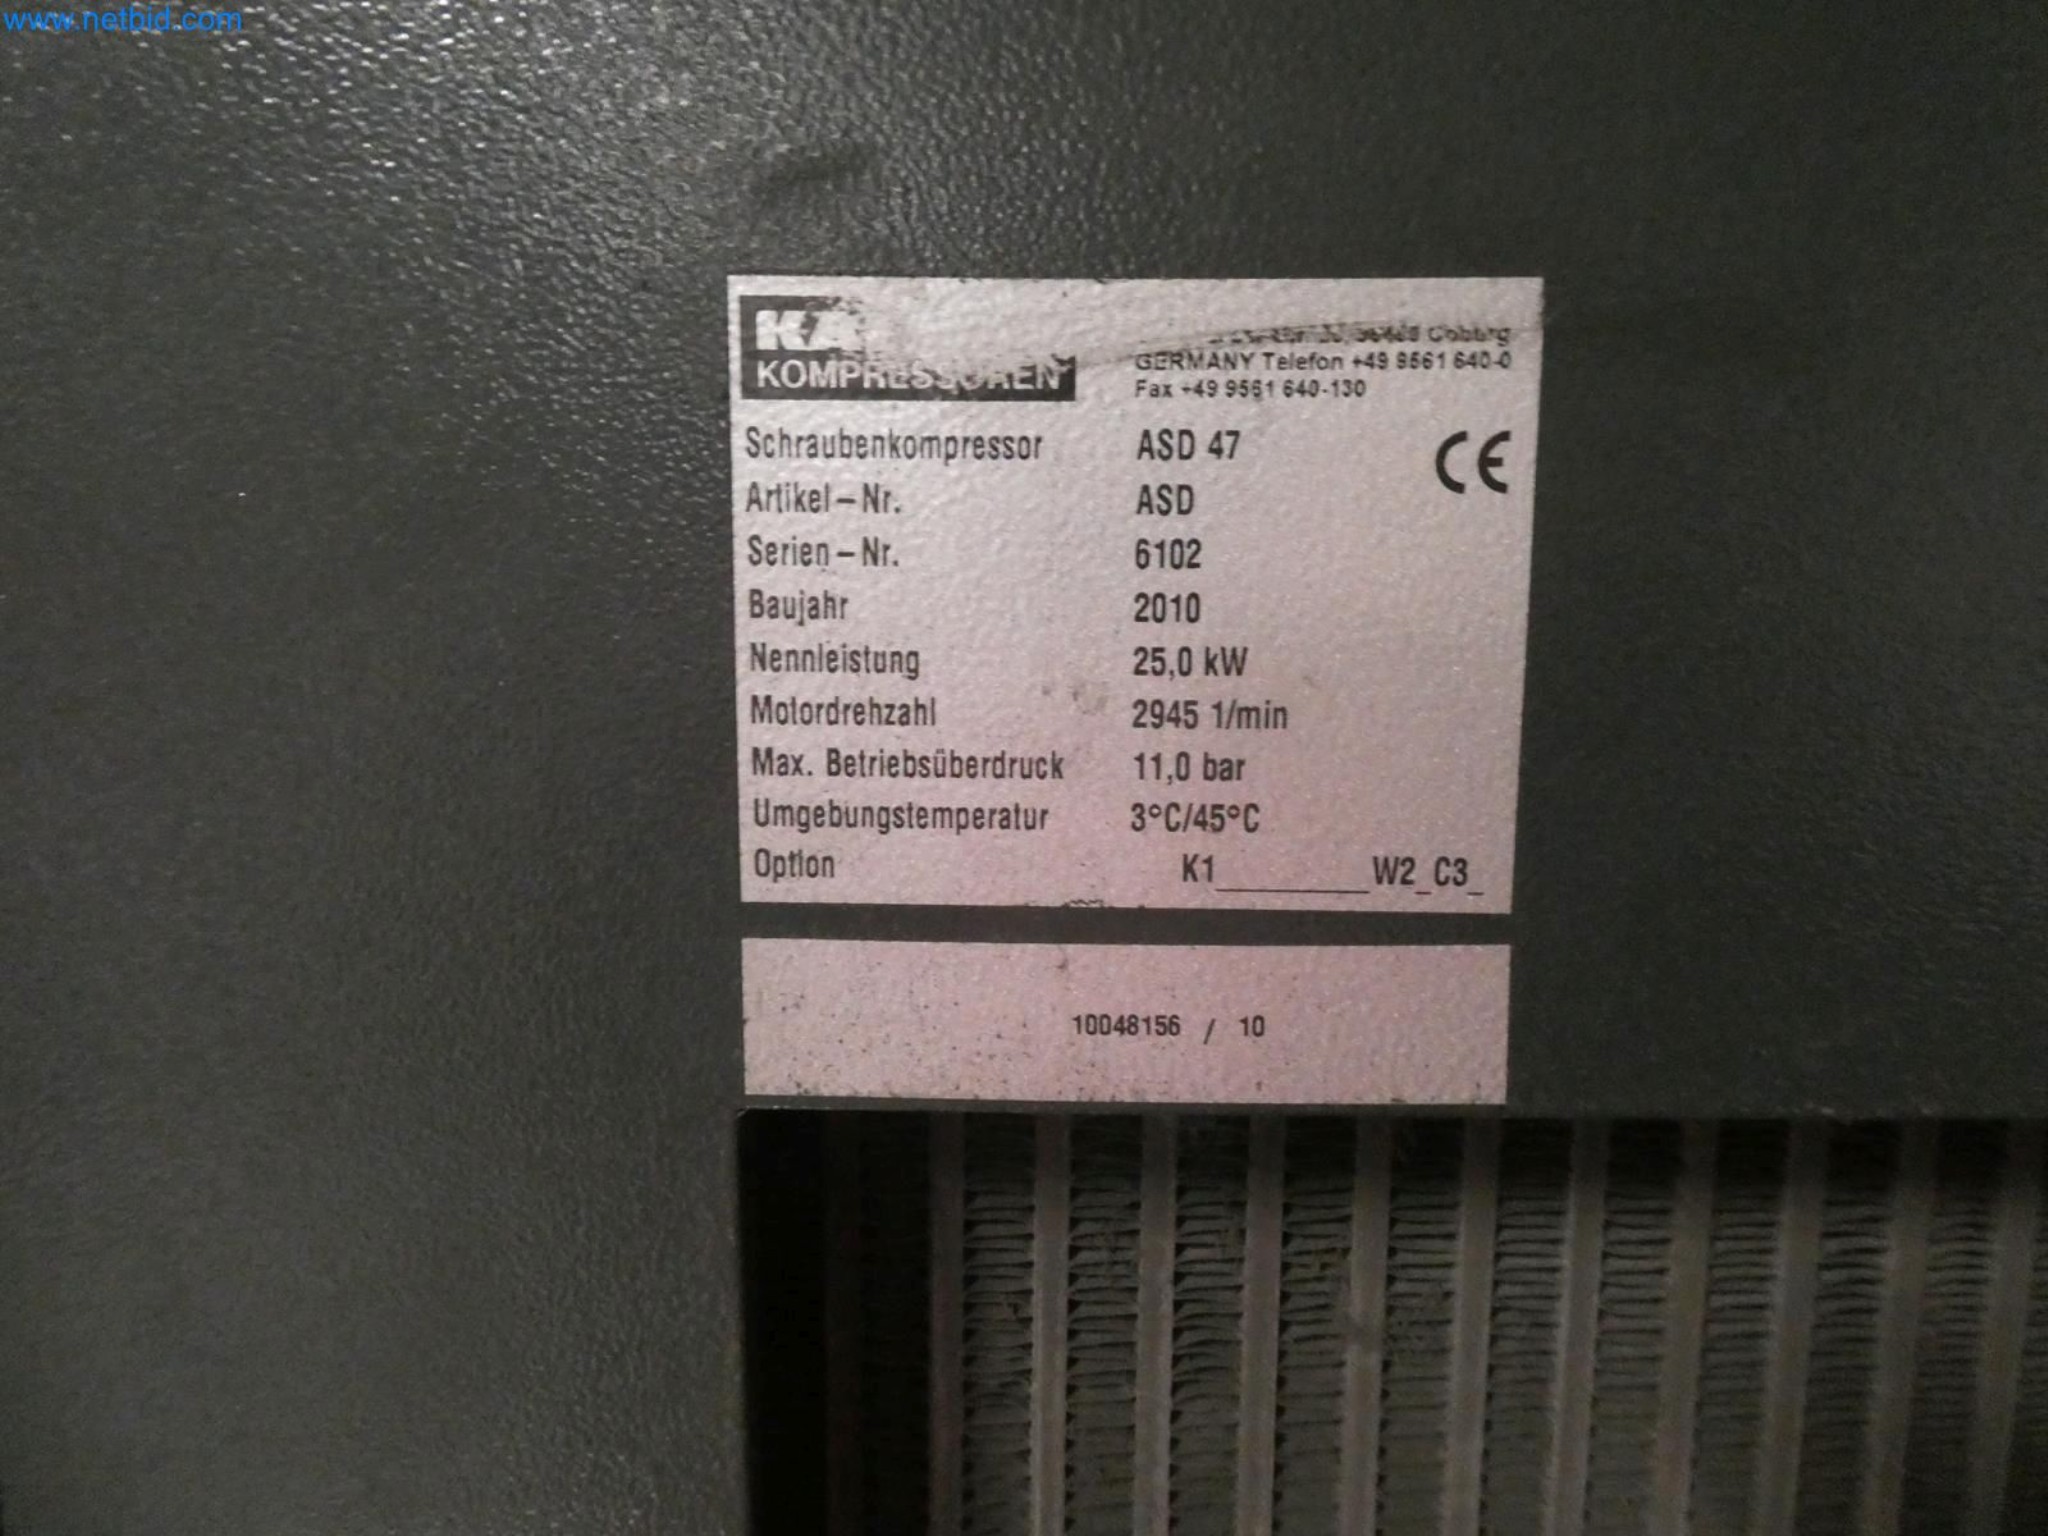 www.netbid.com
KOMPRESSOREN
Coburg
GERMANY Telefon +49 9561 640-0
Fax +49 9561 640-130
CE
Schraubenkompressor ASD 47
Artikel-Nr. ASD
Serien-Nr. 6102
Baujahr 2010
Nennleistung 25,0 kW
Motordrehzahl 2945 1/min
Max. Betriebsüberdruck 11,0 bar
Umgebungstemperatur 3°C/45°C
Option K1_________W2_C3_
10048156 / 10